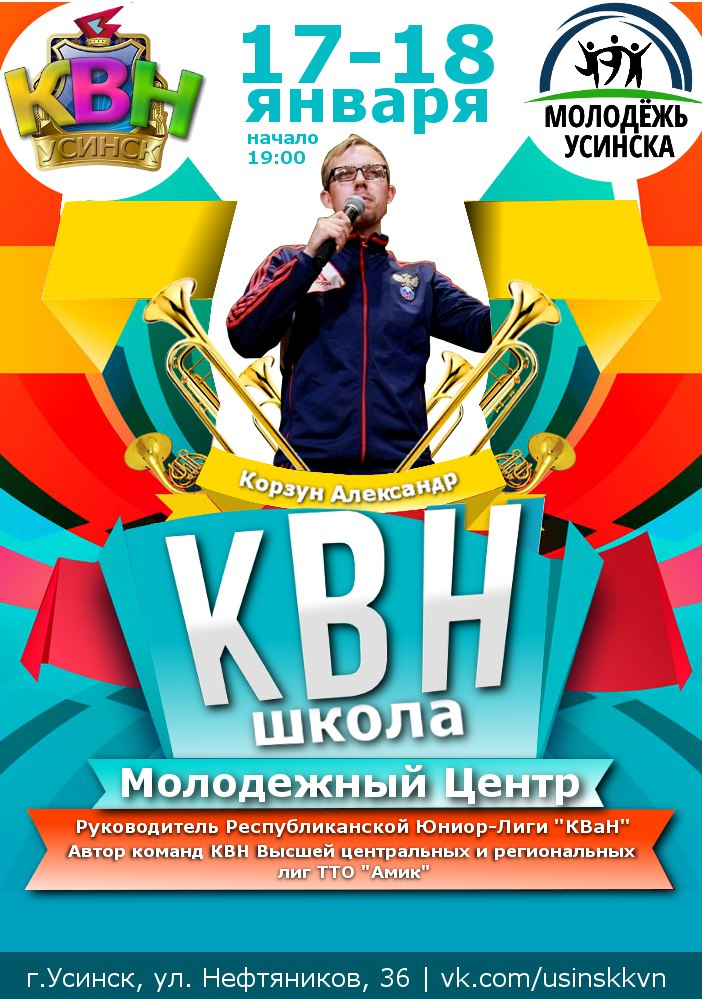 КВН
УСИНСК
17-18
января
начало
19:00
МОЛОДЁЖЬ
УСИНСКА
Корзун Александр
КВН
школа
Молодежный Центр
Руководитель Республиканской Юниор-Лиги "КВаН"
Автор команд КВН Высшей центральных и региональных
лиг ТТО "Амик"
г.Усинск, ул. Нефтяников, 36 | vk.com/usinskkvn